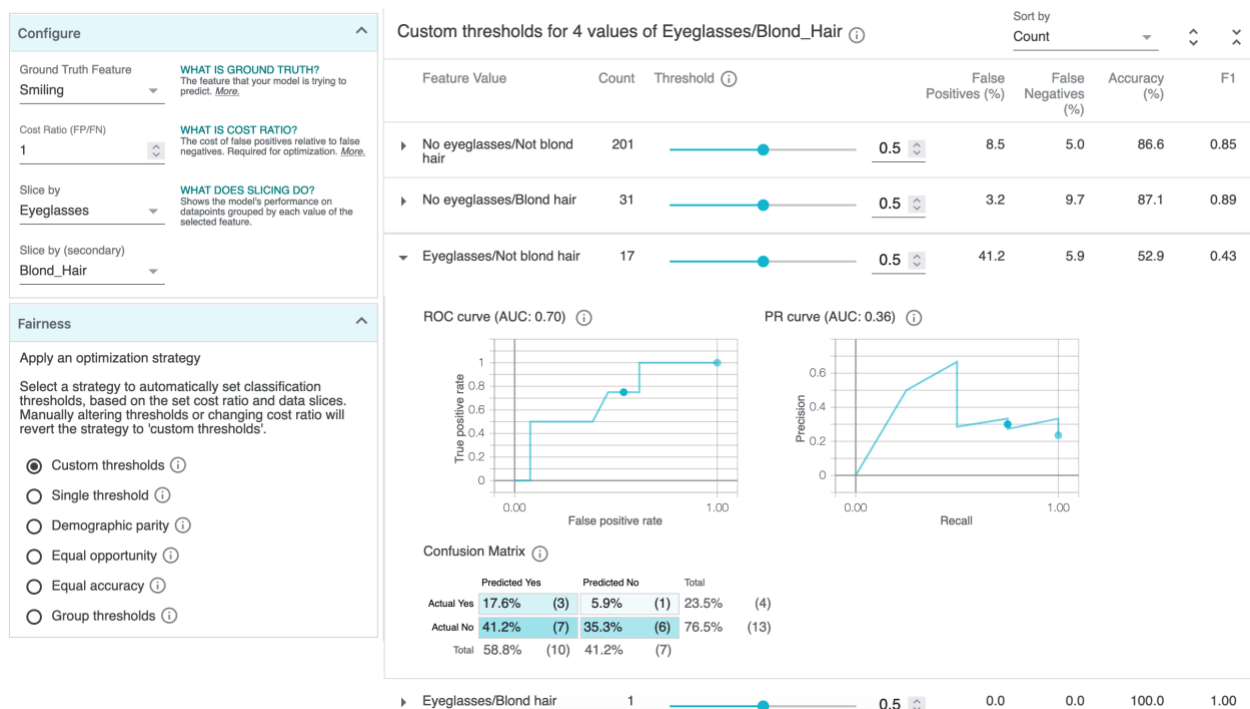 Configure
Ground Truth Feature
Smiling
WHAT IS GROUND TRUTH?
The feature that your model is trying to
predict. More.
Cost Ratio (FP/FN)
1
WHAT IS COST RATIO?
The cost of false positives relative to false
negatives. Required for optimization. More.
Slice by
Eyeglasses
WHAT DOES SLICING DO?
Shows the model's performance on
datapoints grouped by each value of the
selected feature.
Slice by (secondary)
Blond_Hair
Fairness
Apply an optimization strategy
Select a strategy to automatically set classification
thresholds, based on the set cost ratio and data slices.
Manually altering thresholds or changing cost ratio will
revert the strategy to 'custom thresholds'.
Custom thresholds
Single threshold
Demographic parity
Equal opportunity
Equal accuracy
Group thresholds
Custom thresholds for 4 values of Eyeglasses/Blond_Hair
Sort by
Count
Feature Value Count Threshold False Positives (%) False Negatives (%) Accuracy (%) F1
No eyeglasses/Not blond hair 201 0.5 8.5 5.0 86.6 0.85
No eyeglasses/Blond hair 31 0.5 3.2 9.7 87.1 0.89
Eyeglasses/Not blond hair 17 0.5 41.2 5.9 52.9 0.43
ROC curve (AUC: 0.70)
1
0.8
0.6
0.4
0.2
0
True positive rate
0.00 1.00
False positive rate
PR curve (AUC: 0.36)
0.6
0.4
0.2
0
Precision
0.00 1.00
Recall
Confusion Matrix
Predicted Yes Predicted No Total
Actual Yes 17.6% (3) 5.9% (1) 23.5% (4)
Actual No 41.2% (7) 35.3% (6) 76.5% (13)
Total 58.8% (10) 41.2% (7)
Eyeglasses/Blond hair 1 0.5 0.0 0.0 100.0 1.00